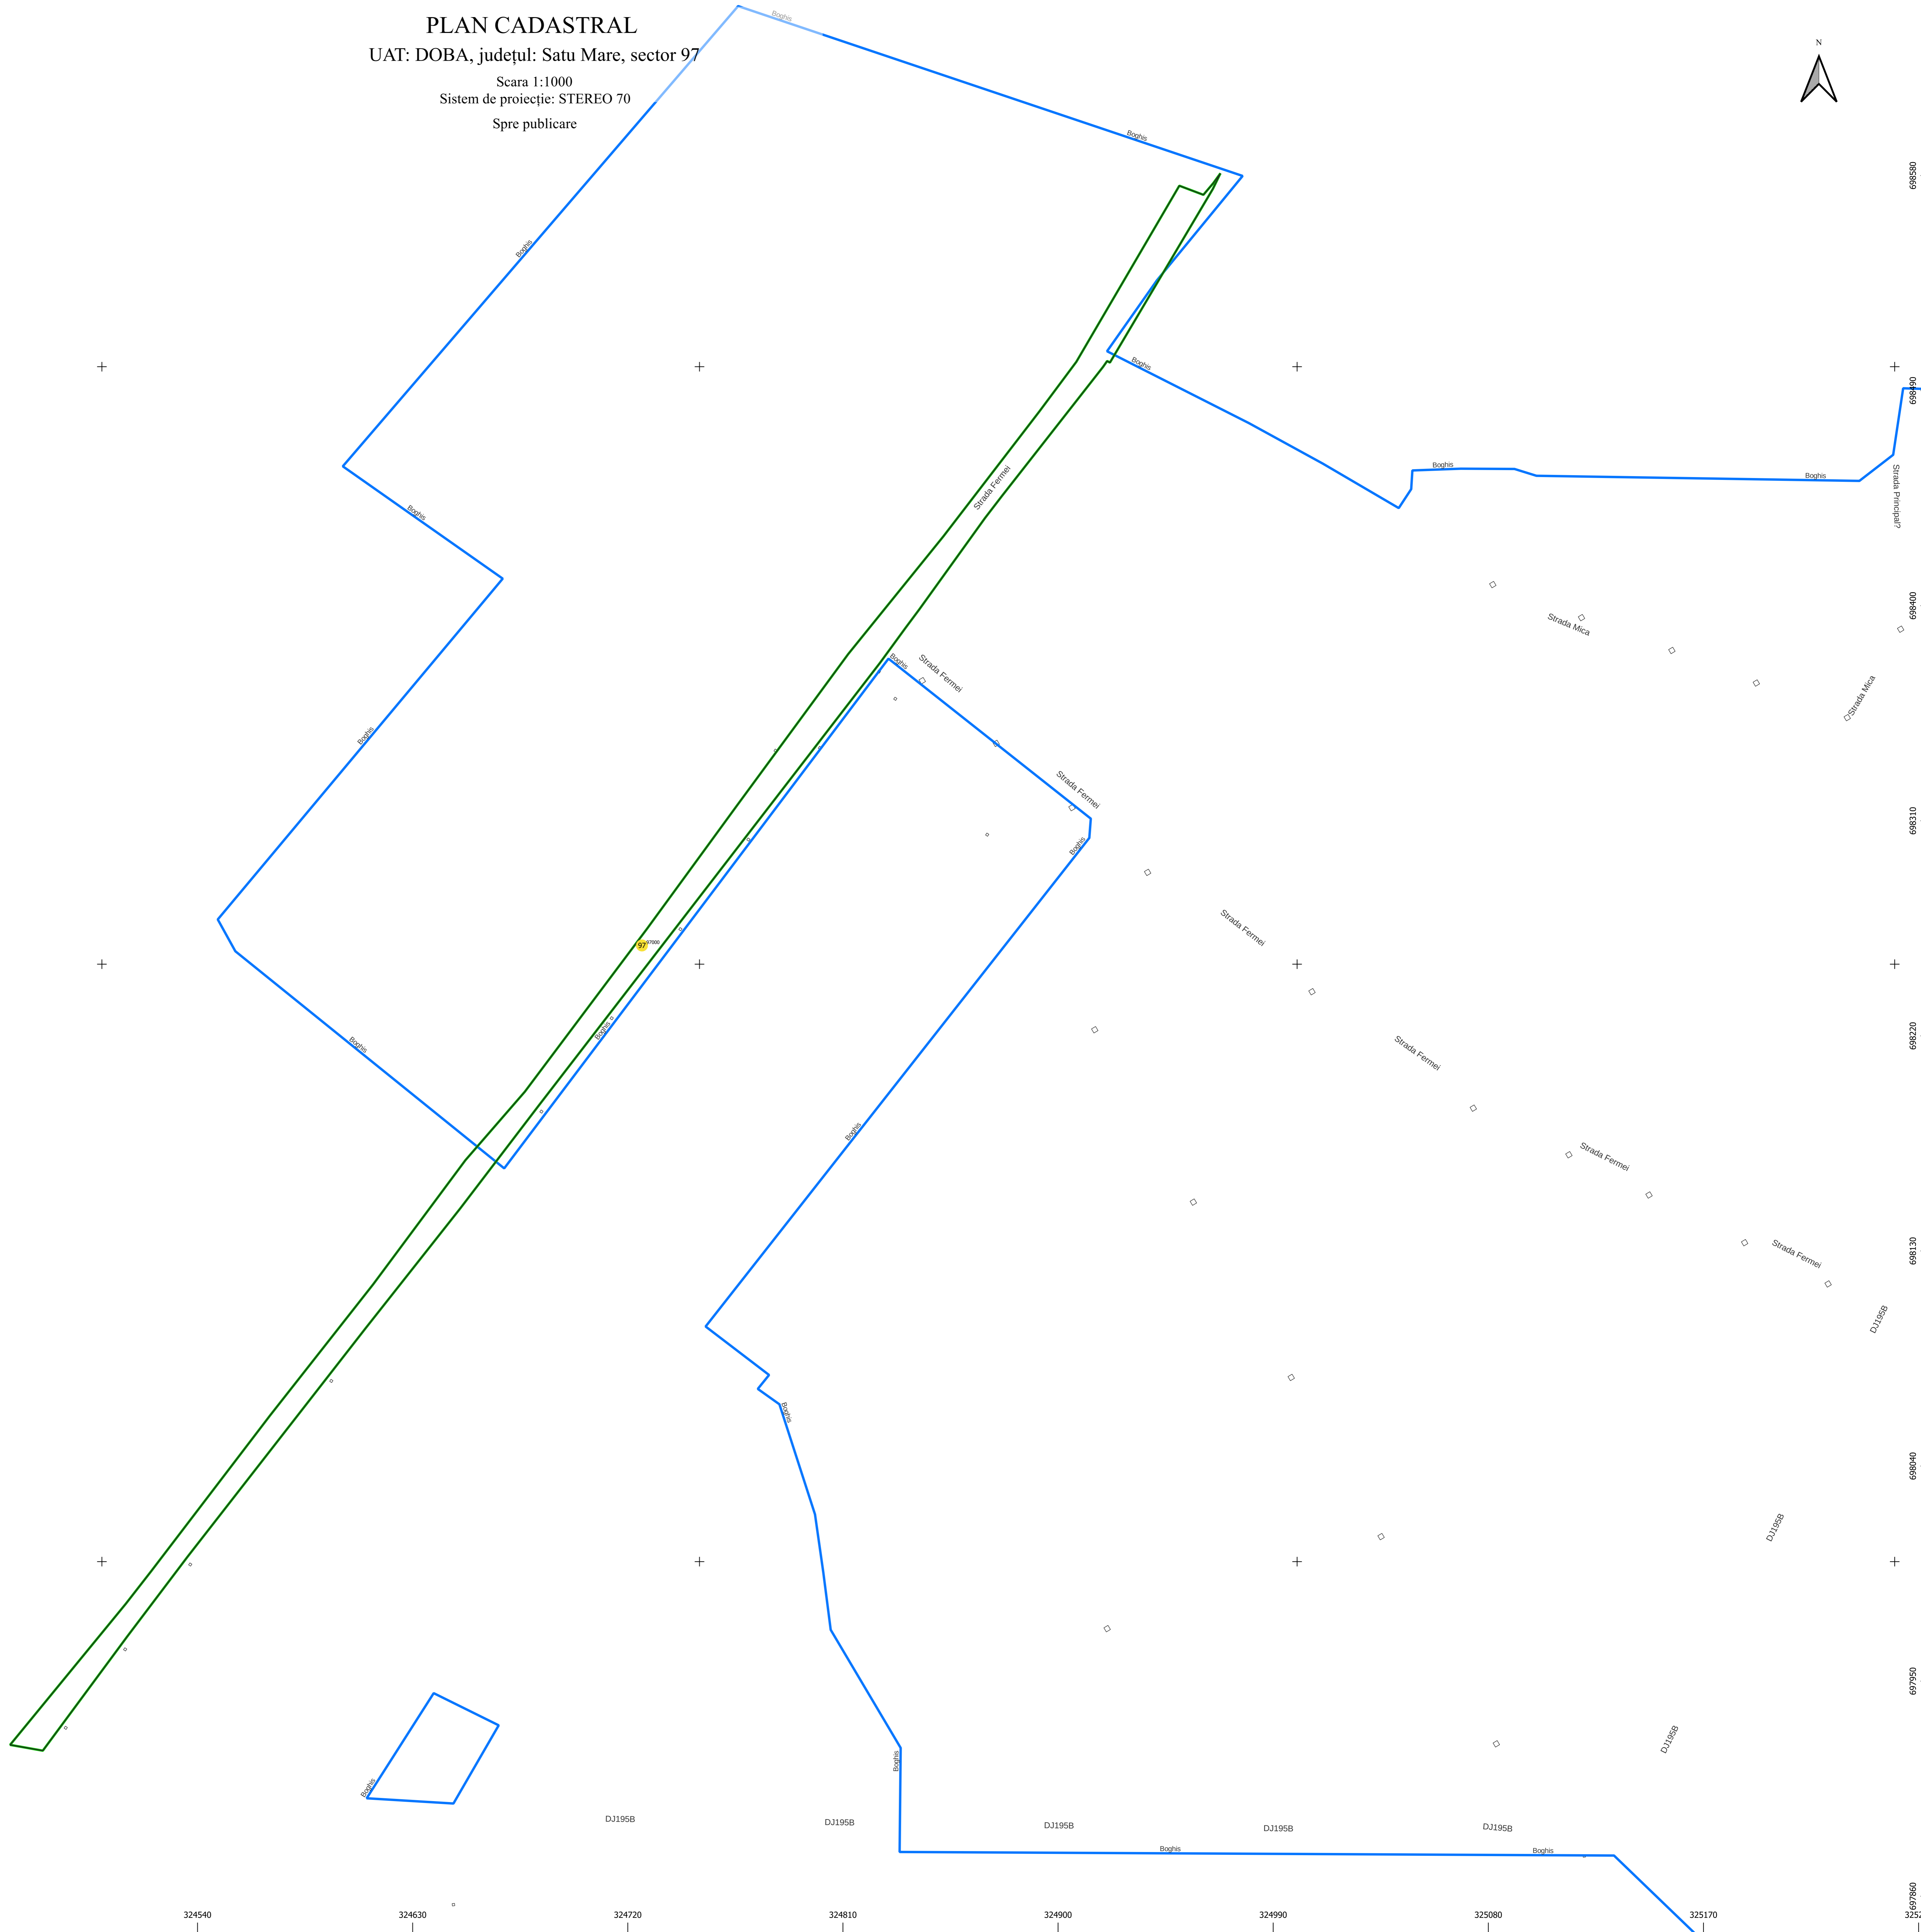 PLAN CADASTRAL
UAT: DOBA, județul: Satu Mare, sector 97
Scara 1:1000
Sistem de proiecție: STEREO 70
Spre publicare
N
Boghis
Boghis
698580
Boghis
Boghis
698490
Boghis
Boghis
Strada Fermei
Strada Principal?
Boghis
698400
Strada Mica
Boghis
Strada Fermei
Strada Mica
Boghis
Strada Fermei
698310
Boghis
Strada Fermei
97
97000
Boghis
Boghis
698220
Strada Fermei
Boghis
Strada Fermei
698130
Strada Fermei
DJ195B
Boghis
698040
DJ195B
697950
DJ195B
Boghis
Boghis
DJ195B
DJ195B
DJ195B
DJ195B
DJ195B
Boghis
Boghis
697860
324540
324630
324720
324810
324900
324990
325080
325170